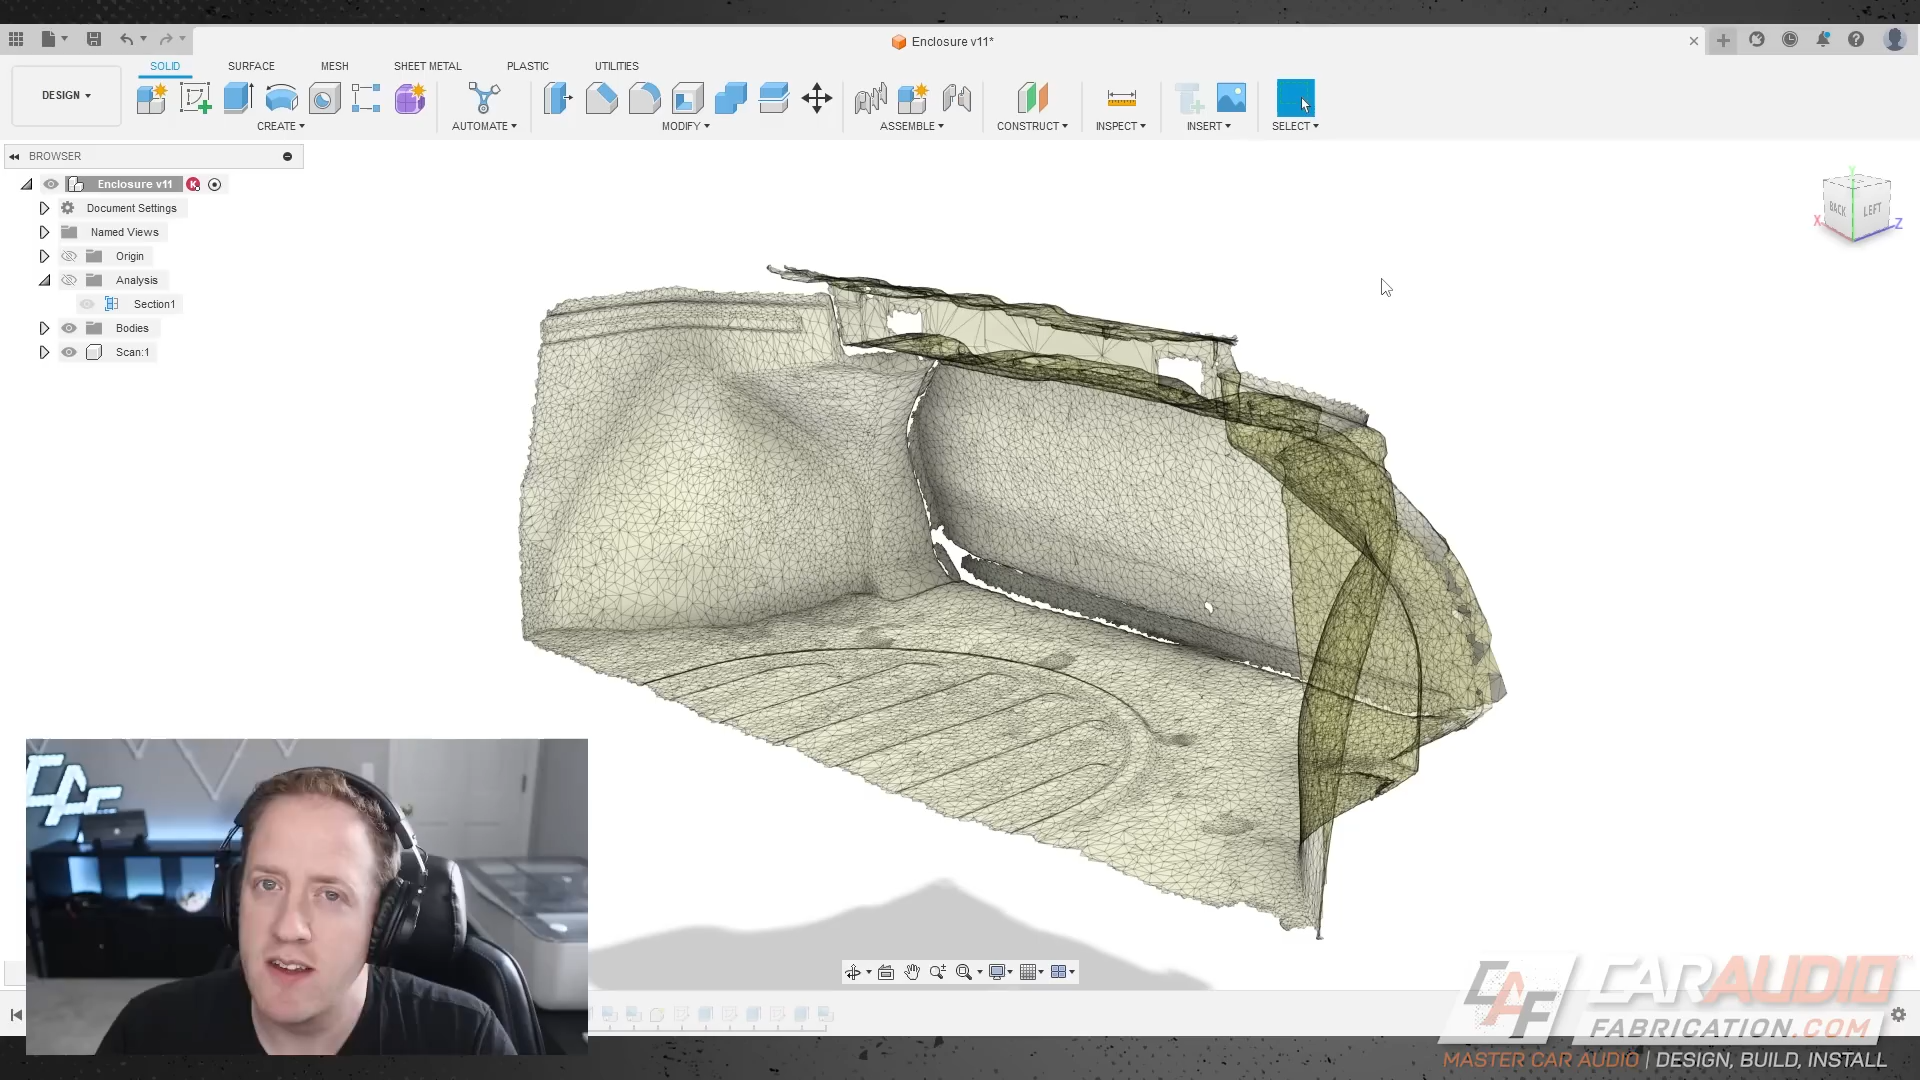 Enclosure v11*
DESIGN
SOLID
SURFACE
MESH
SHEET METAL
PLASTIC
UTILITIES
CREATE
AUTOMATE
MODIFY
ASSEMBLE
CONSTRUCT
INSPECT
INSERT
SELECT
BROWSER
Enclosure v11
K
Document Settings
Named Views
Origin
Analysis
Section1
Bodies
Scan:1
Y
BACK
LEFT
X
Z
CAF
CAF
CARAUDIO
FABRICATION.COM
MASTER CAR AUDIO | DESIGN, BUILD, INSTALL